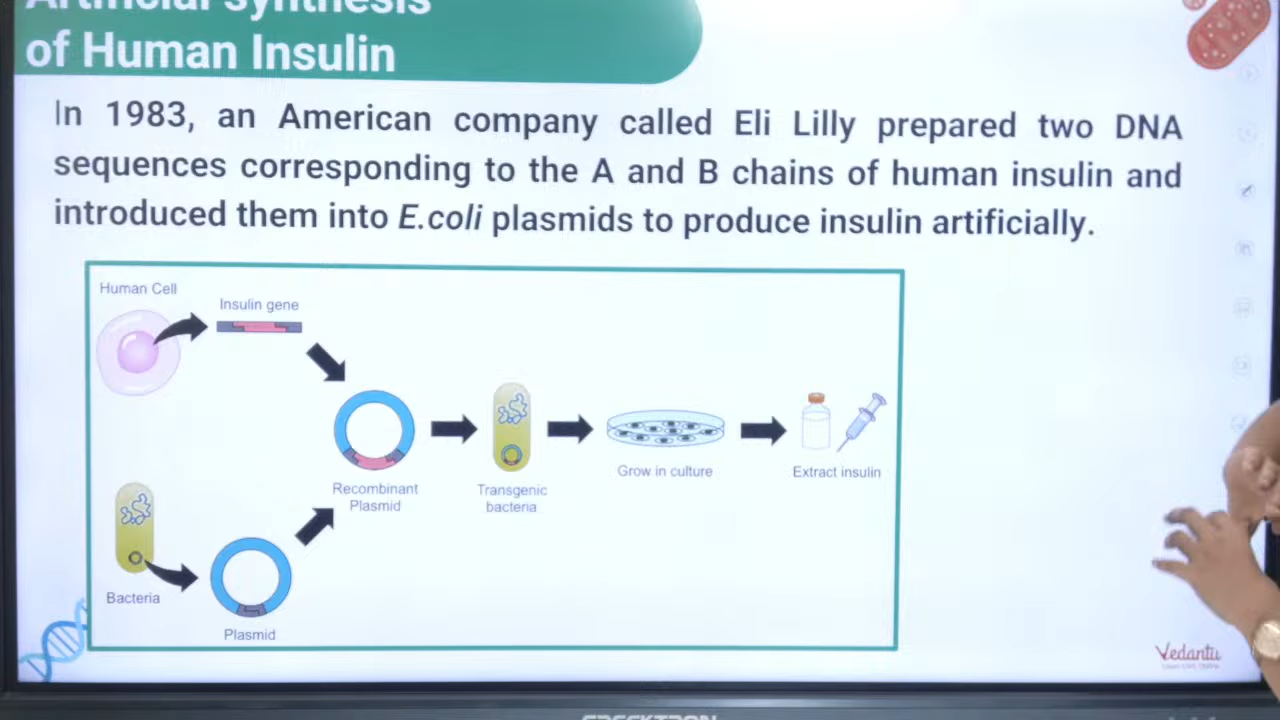 Artificial synthesis
of Human Insulin
In 1983, an American company called Eli Lilly prepared two DNA
sequences corresponding to the A and B chains of human insulin and
introduced them into E.coli plasmids to produce insulin artificially.
Human Cell
Insulin gene
Recombinant
Plasmid
Transgenic
bacteria
Grow in culture
Extract insulin
Bacteria
Plasmid
Vedantu